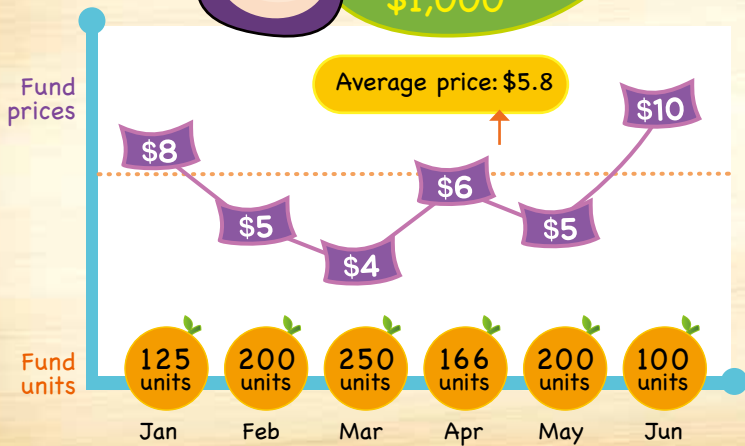 $1,000
Average price: $5.8
Fund
prices
$8
$5
$4
$6
$5
$10
Fund
units
125
units
200
units
250
units
166
units
200
units
100
units
Jan
Feb
Mar
Apr
May
Jun